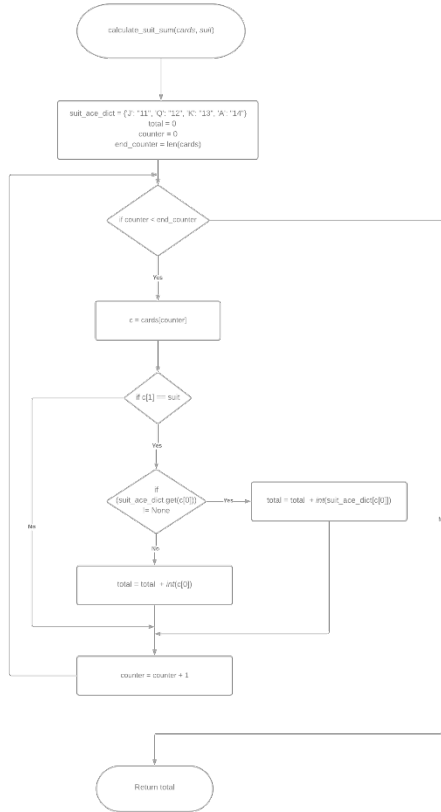 calculate_suit_sum(cards, suit)
suit_ace_dict = {'J': "11", 'Q': "12", 'K': "13", 'A': "14"}
total = 0
counter = 0
end_counter = len(cards)
if counter < end_counter
Yes
c = cards[counter]
if c[1] == suit
Yes
if
(suit_ace_dict.get(c[0]))
!= None
Yes
total = total + int(suit_ace_dict[c[0]])
No
No
total = total + int(c[0])
counter = counter + 1
Return total